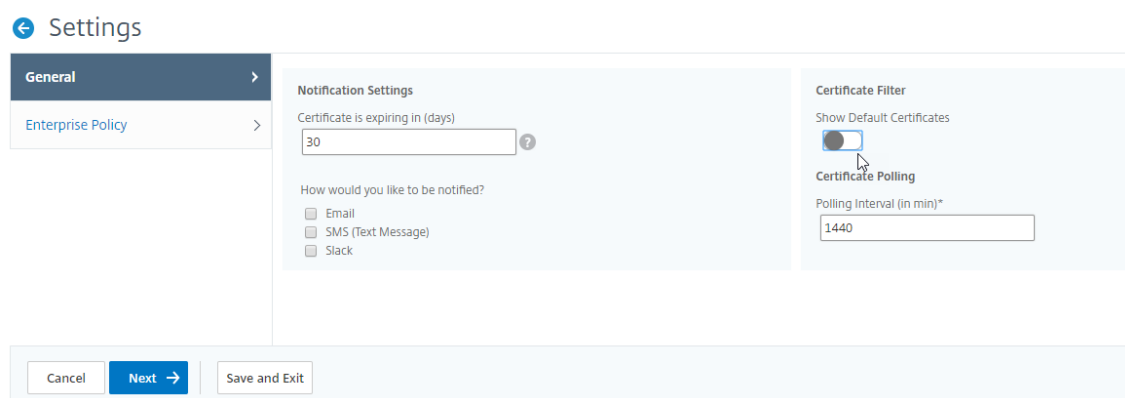 Settings
General
Enterprise Policy
Notification Settings
Certificate is expiring in (days)
30
?
How would you like to be notified?
Email
SMS (Text Message)
Slack
Certificate Filter
Show Default Certificates
Certificate Polling
Polling Interval (in min)*
1440
Cancel
Next
Save and Exit